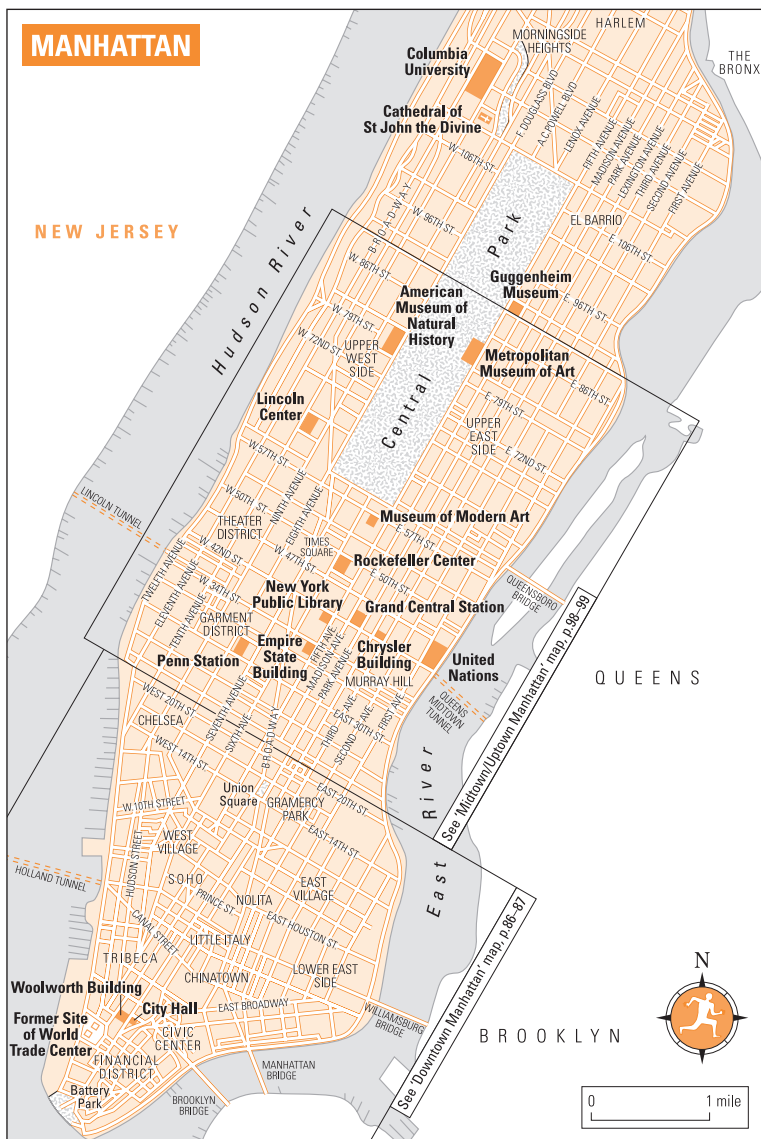 MANHATTAN
HARLEM
MORNINGSIDE
HEIGHTS
THE
BRONX
Columbia
University
Cathedral of
St John the Divine
F. DOUGLASS BLVD
A.C. POWELL BLVD
LENOX AVENUE
FIFTH AVENUE
MADISON AVENUE
PARK AVENUE
LEXINGTON AVENUE
THIRD AVENUE
SECOND AVENUE
FIRST AVENUE
W. 106TH ST.
EL BARRIO
E. 106TH ST.
NEW JERSEY
Hudson River
BROADWAY
W. 96TH ST.
Central Park
W. 86TH ST.
Guggenheim
Museum
E. 96TH ST.
American
Museum of
Natural
History
W. 79TH ST.
W. 72ND ST.
UPPER
WEST
SIDE
Metropolitan
Museum of Art
E. 86TH ST.
E. 79TH ST.
Lincoln
Center
UPPER
EAST
SIDE
E. 72ND ST.
W. 57TH ST.
W. 50TH ST.
NINTH AVENUE
EIGHTH AVENUE
LINCOLN TUNNEL
THEATER
DISTRICT
Museum of Modern Art
E. 57TH ST.
TIMES
SQUARE
W. 42ND ST.
W. 47TH ST.
Rockefeller Center
E. 50TH ST.
TWELFTH AVENUE
ELEVENTH AVENUE
TENTH AVENUE
W. 34TH ST.
QUEENSBORO
BRIDGE
New York
Public Library
Grand Central Station
GARMENT
DISTRICT
Penn Station
Empire
State
Building
FIFTH AVE
MADISON AVE.
PARK AVENUE
Chrysler
Building
MURRAY HILL
United
Nations
QUEENS
QUEENS
MIDTOWN
TUNNEL
WEST 20TH ST.
SEVENTH AVENUE
SIXTH AVE.
BROADWAY
THIRD AVE
SECOND AVE
FIRST AVE.
EAST 30TH ST.
CHELSEA
WEST 14TH ST.
See 'Midtown/Uptown Manhattan' map, p.98–99
Union
Square
GRAMERCY
PARK
EAST 20TH ST.
EAST 14TH ST.
W. 10TH STREET
East River
WEST
VILLAGE
HUDSON STREET
HOLLAND TUNNEL
SOHO
NOLITA
EAST
VILLAGE
PRINCE ST.
EAST HOUSTON ST.
CANAL STREET
LITTLE ITALY
TRIBECA
CHINATOWN
LOWER EAST
SIDE
See 'Downtown Manhattan' map, p.86–87
Woolworth Building
City Hall
EAST BROADWAY
WILLIAMSBURG
BRIDGE
Former Site
of World
Trade Center
CIVIC
CENTER
FINANCIAL
DISTRICT
MANHATTAN
BRIDGE
BROOKLYN
Battery
Park
BROOKLYN
BRIDGE
N
0 1 mile